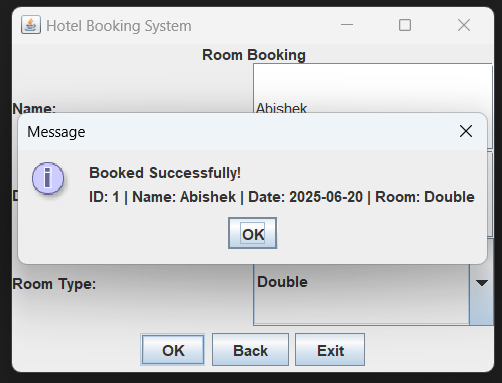 Hotel Booking System
Room Booking
Name:
Abishek
Message
Booked Successfully!
ID: 1 | Name: Abishek | Date: 2025-06-20 | Room: Double
OK
Room Type:
Double
OK
Back
Exit